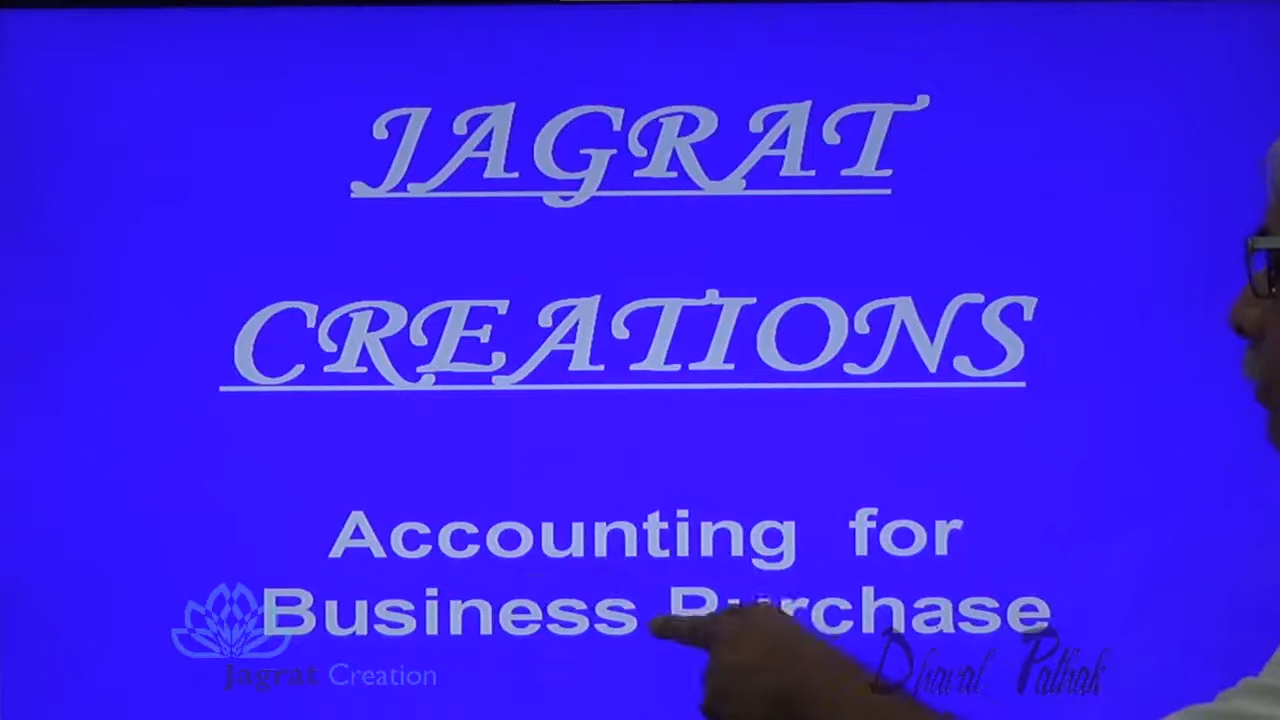 JAGRAT
CREATIONS
Accounting for
Business Purchase
Jagrat Creation
Dhaval Pathak